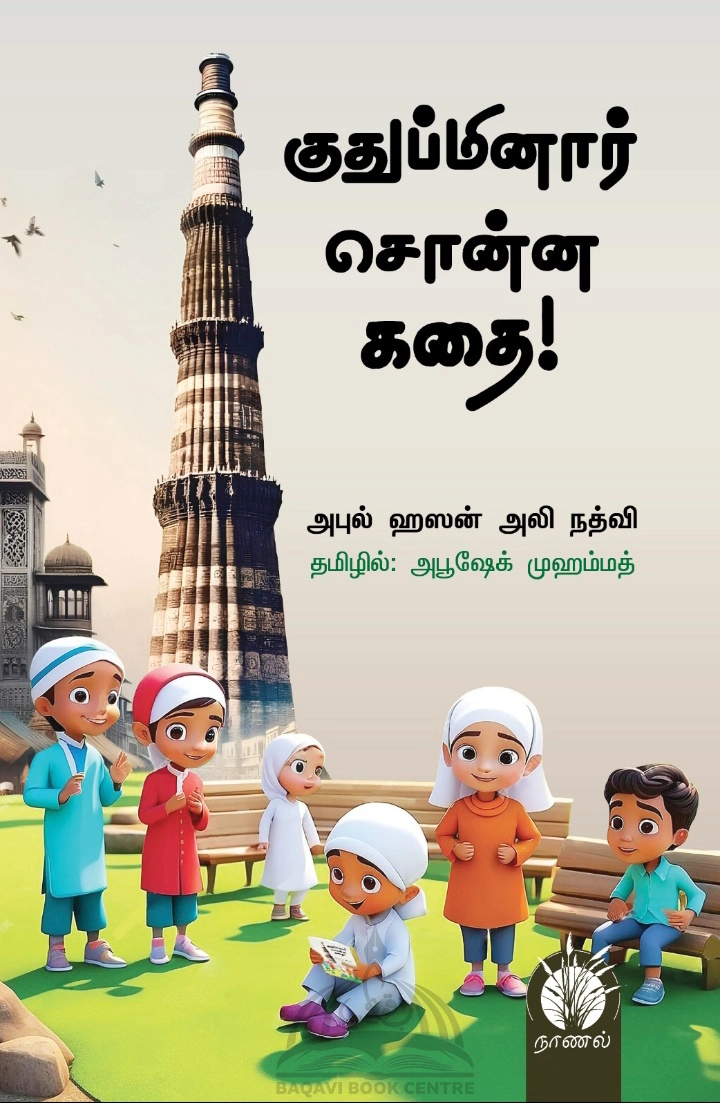 குதுப்மினார்
சொன்ன
கதை!
அபுல் ஹஸன் அலி நத்வி
தமிழில்: அபூஷேக் முஹம்மத்
நாணல்
BAQAVI BOOK CENTRE